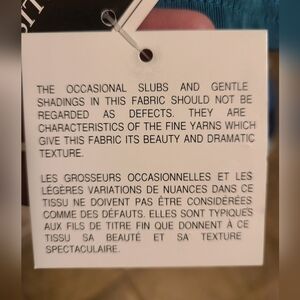 THE OCCASIONAL SLUBS AND GENTLE
SHADINGS IN THIS FABRIC SHOULD NOT BE
REGARDED AS DEFECTS. THEY ARE
CHARACTERISTICS OF THE FINE YARNS WHICH
GIVE THIS FABRIC ITS BEAUTY AND DRAMATIC
TEXTURE.
LES GROSSEURS OCCASIONNELLES ET LES
LÉGÈRES VARIATIONS DE NUANCES DANS CE
TISSU NE DOIVENT PAS ÊTRE CONSIDÉRÉES
COMME DES DÉFAUTS. ELLES SONT TYPIQUES
AUX FILS DE TITRE FIN QUE DONNENT À CE
TISSU SA BEAUTÉ ET SA TEXTURE
SPECTACULAIRE.